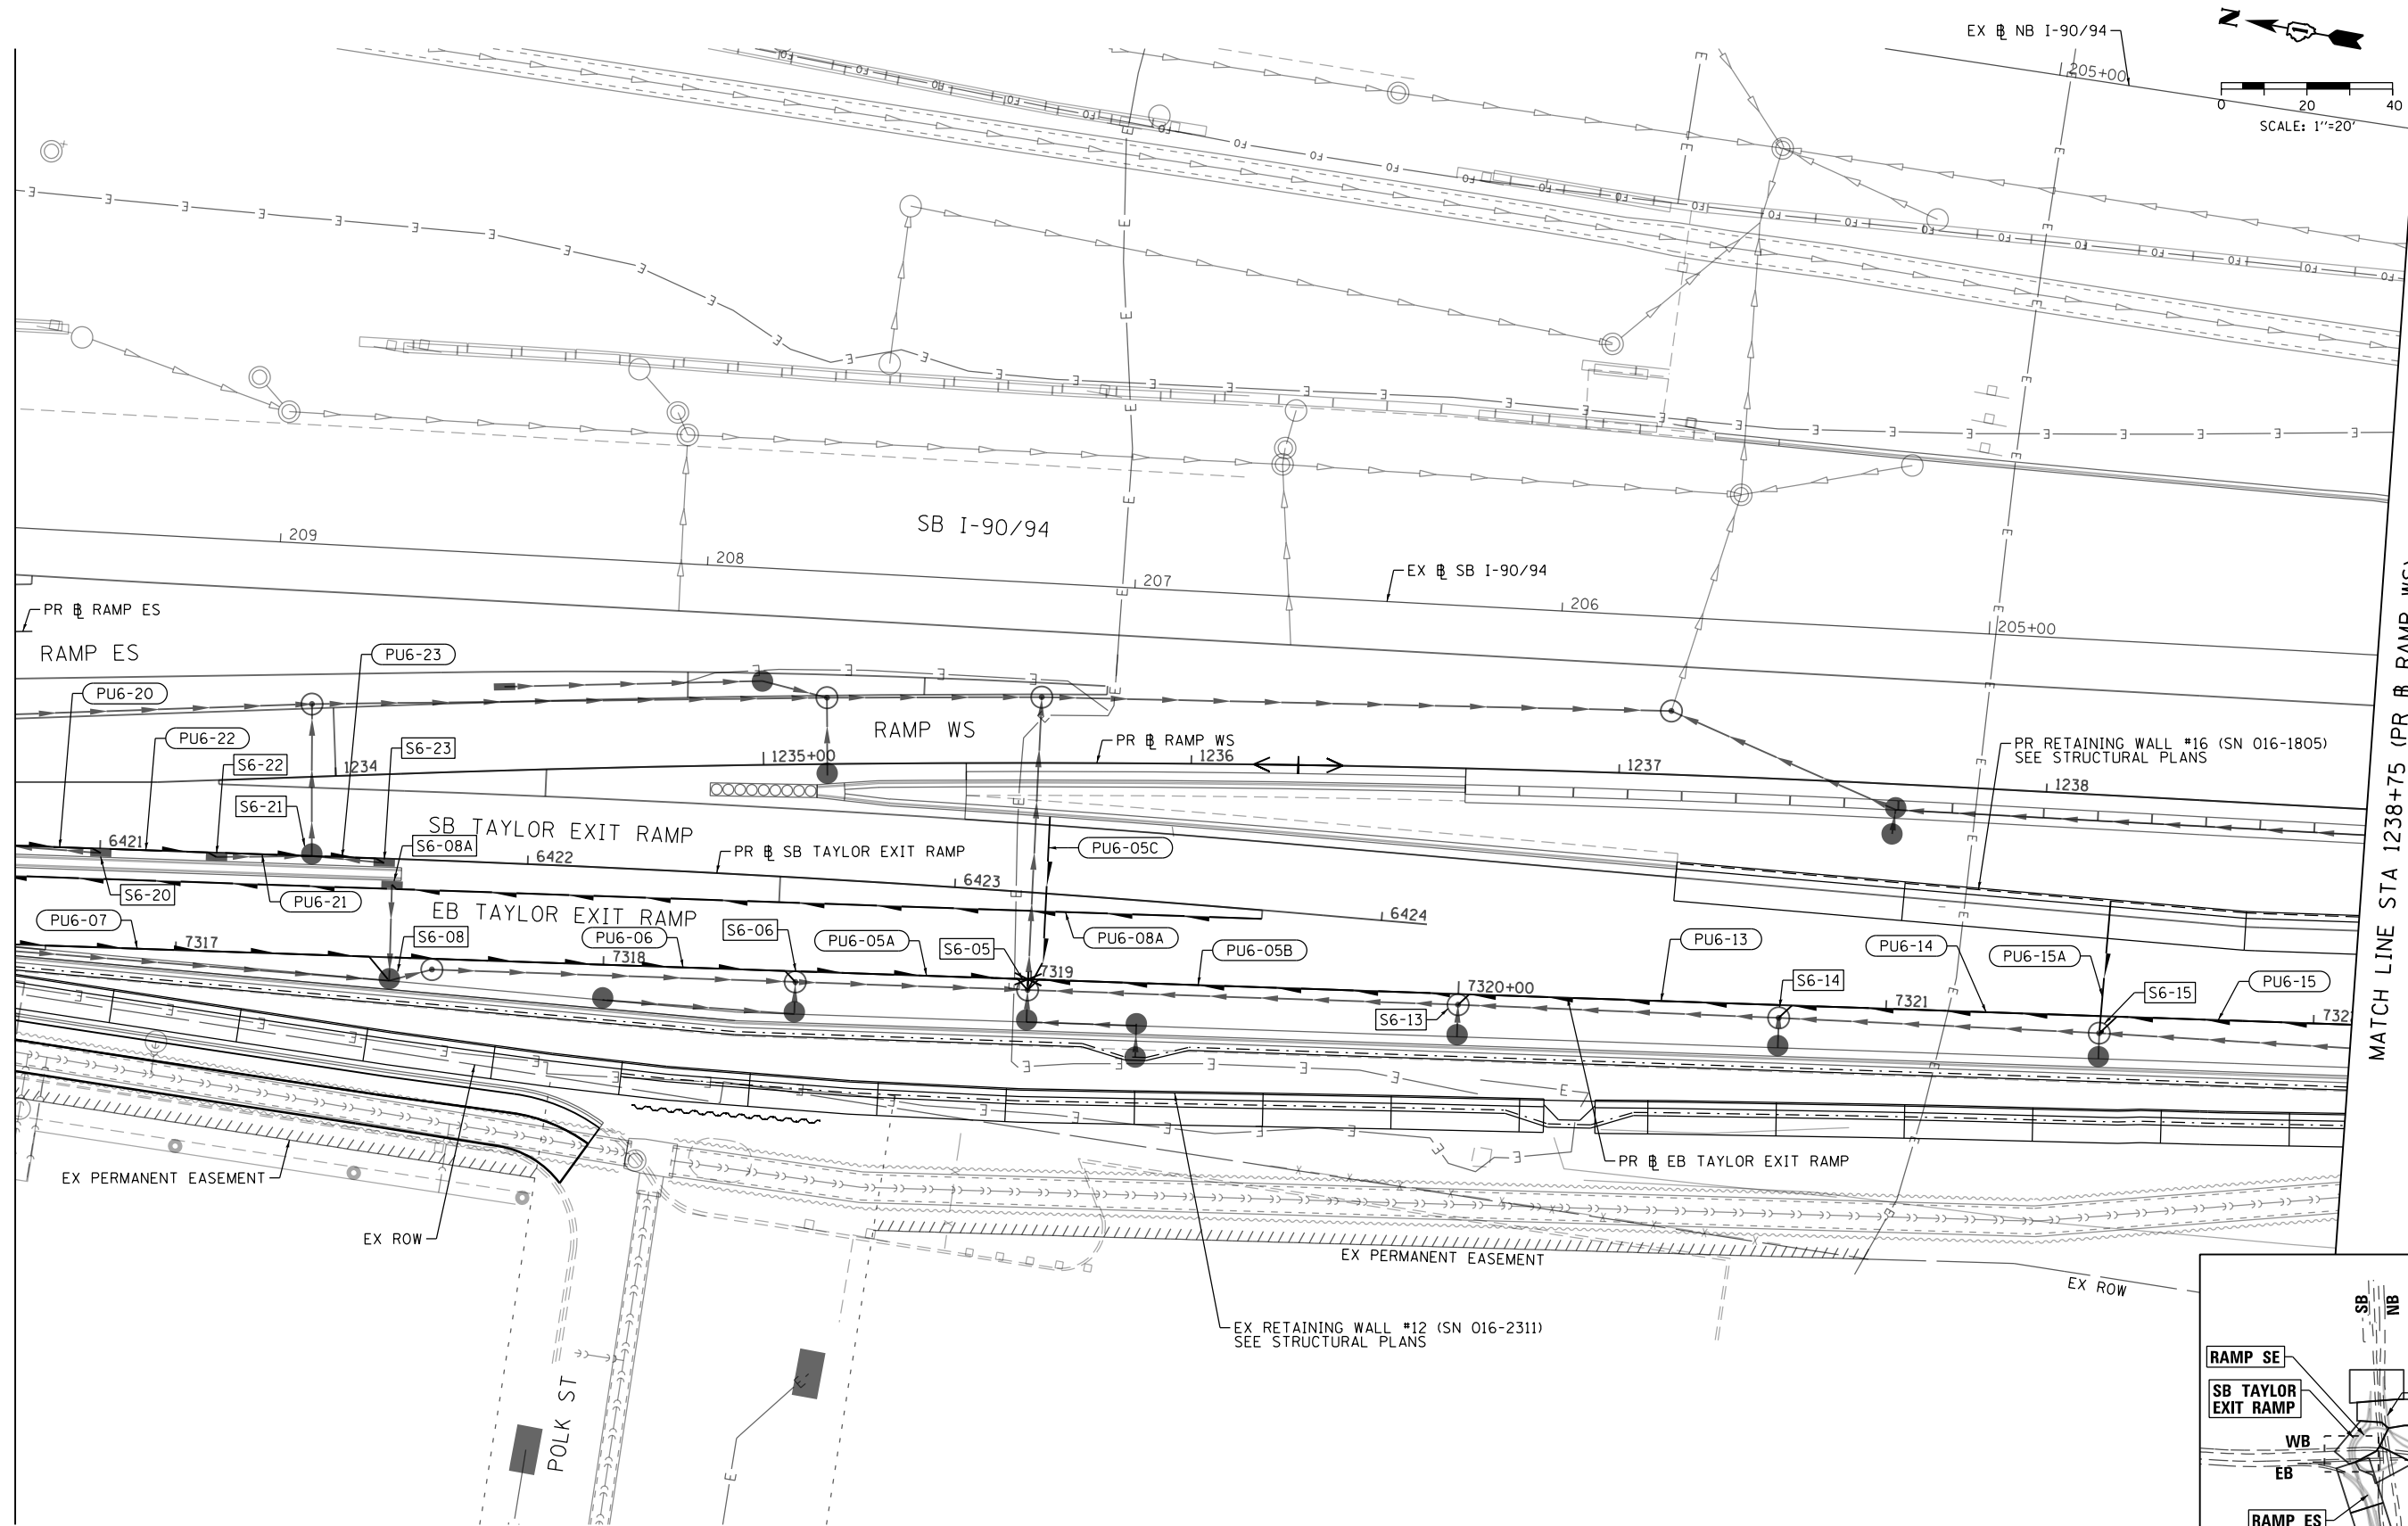 EX ℄ NB I-90/94
N
205+00
0 20 40
SCALE: 1''=20'
SB I-90/94
209
208
207
206
205+00
EX ℄ SB I-90/94
PR ℄ RAMP ES
RAMP ES
PU6-20
PU6-23
PU6-22
S6-22
S6-23
S6-21
1234
1235+00
RAMP WS
PR ℄ RAMP WS
1236
1237
1238
PR RETAINING WALL #16 (SN 016-1805)
SEE STRUCTURAL PLANS
MATCH LINE STA 1238+75 (PR ℄ RAMP WS)
6421
SB TAYLOR EXIT RAMP
S6-08A
6422
PR ℄ SB TAYLOR EXIT RAMP
6423
PU6-05C
6424
S6-20
PU6-21
PU6-07
EB TAYLOR EXIT RAMP
7317
S6-08
PU6-06
7318
S6-06
PU6-05A
S6-05
7319
PU6-08A
PU6-05B
7320+00
S6-13
PU6-13
S6-14
PU6-14
7321
PU6-15A
S6-15
PU6-15
732
PR ℄ EB TAYLOR EXIT RAMP
EX PERMANENT EASEMENT
EX ROW
EX PERMANENT EASEMENT
EX ROW
EX RETAINING WALL #12 (SN 016-2311)
SEE STRUCTURAL PLANS
POLK ST
SB
NB
RAMP SE
SB TAYLOR
EXIT RAMP
WB
EB
RAMP ES